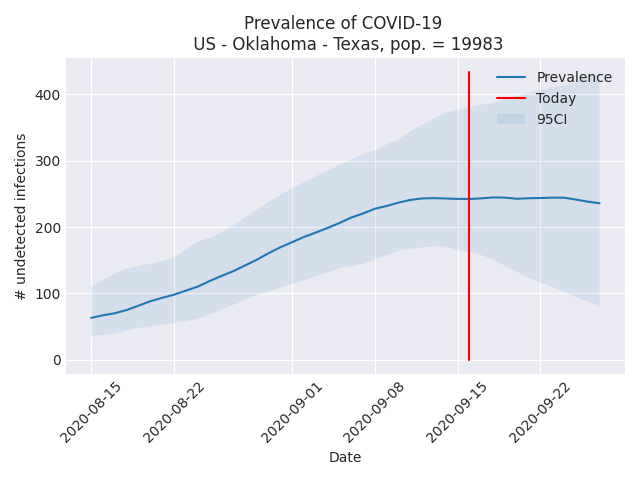 Prevalence of COVID-19
US - Oklahoma - Texas, pop. = 19983
Prevalence
Today
95CI
# undetected infections
400
300
200
100
0
2020-08-15
2020-08-22
2020-09-01
2020-09-08
2020-09-15
2020-09-22
Date